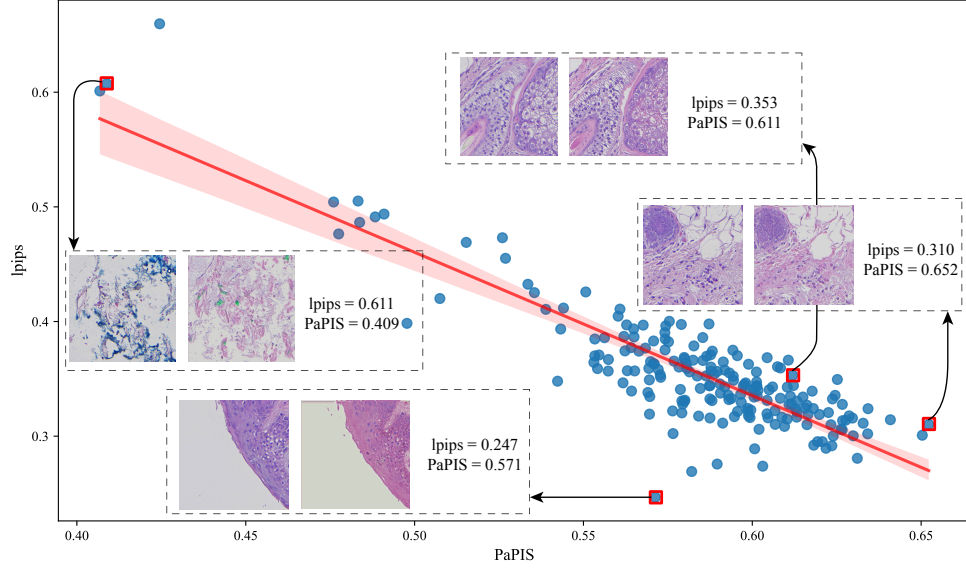 lpips
0.6
0.5
0.4
0.3
lpips = 0.353
PaPIS = 0.611
lpips = 0.310
PaPIS = 0.652
lpips = 0.611
PaPIS = 0.409
lpips = 0.247
PaPIS = 0.571
0.40
0.45
0.50
0.55
0.60
0.65
PaPIS